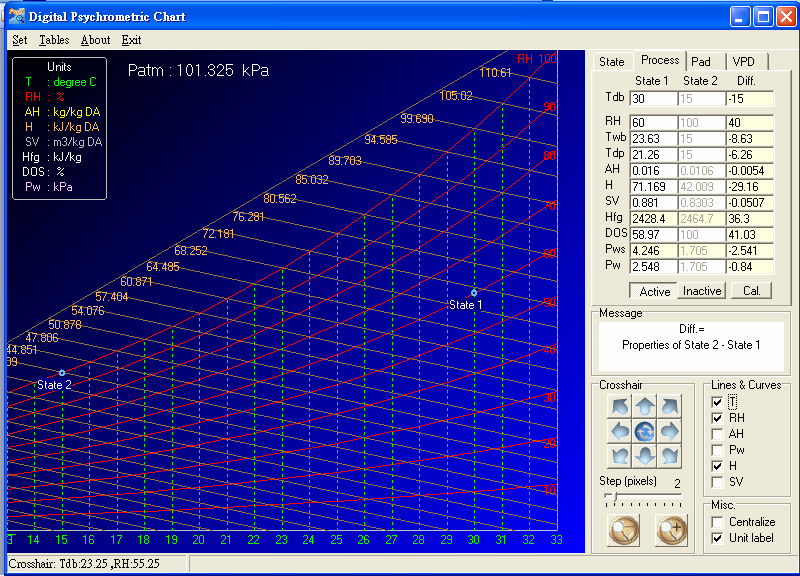 Digital Psychrometric Chart
Set Tables About Exit
Units
T : degree C
RH : %
AH : kg/kg DA
H : kJ/kg DA
SV : m3/kg DA
Hfg : kJ/kg
DOS : %
Pw : kPa
Patm : 101.325 kPa
RH 100
110.61
105.02
99.690
94.585
89.703
85.032
80.562
76.281
72.181
68.252
64.485
60.871
57.404
54.076
50.878
47.806
44.851
09
90
80
70
60
50
40
30
20
10
State 1
State 2
T 14 15 16 17 18 19 20 21 22 23 24 25 26 27 28 29 30 31 32 33
State Process Pad VPD
State 1 State 2 Diff.
Tdb 30 15 -15
RH 60 100 40
Twb 23.63 15 -8.63
Tdp 21.26 15 -6.26
AH 0.016 0.0106 -0.0054
H 71.169 42.009 -29.16
SV 0.881 0.8303 -0.0507
Hfg 2428.4 2464.7 36.3
DOS 58.97 100 41.03
Pws 4.246 1.705 -2.541
Pw 2.548 1.705 -0.84
Active Inactive Cal.
Message
Diff.=
Properties of State 2 - State 1
Crosshair
Step (pixels) 2
Lines & Curves
T
RH
AH
Pw
H
SV
Misc.
Centralize
Unit label
Crosshair: Tdb:23.25 ,RH:55.25